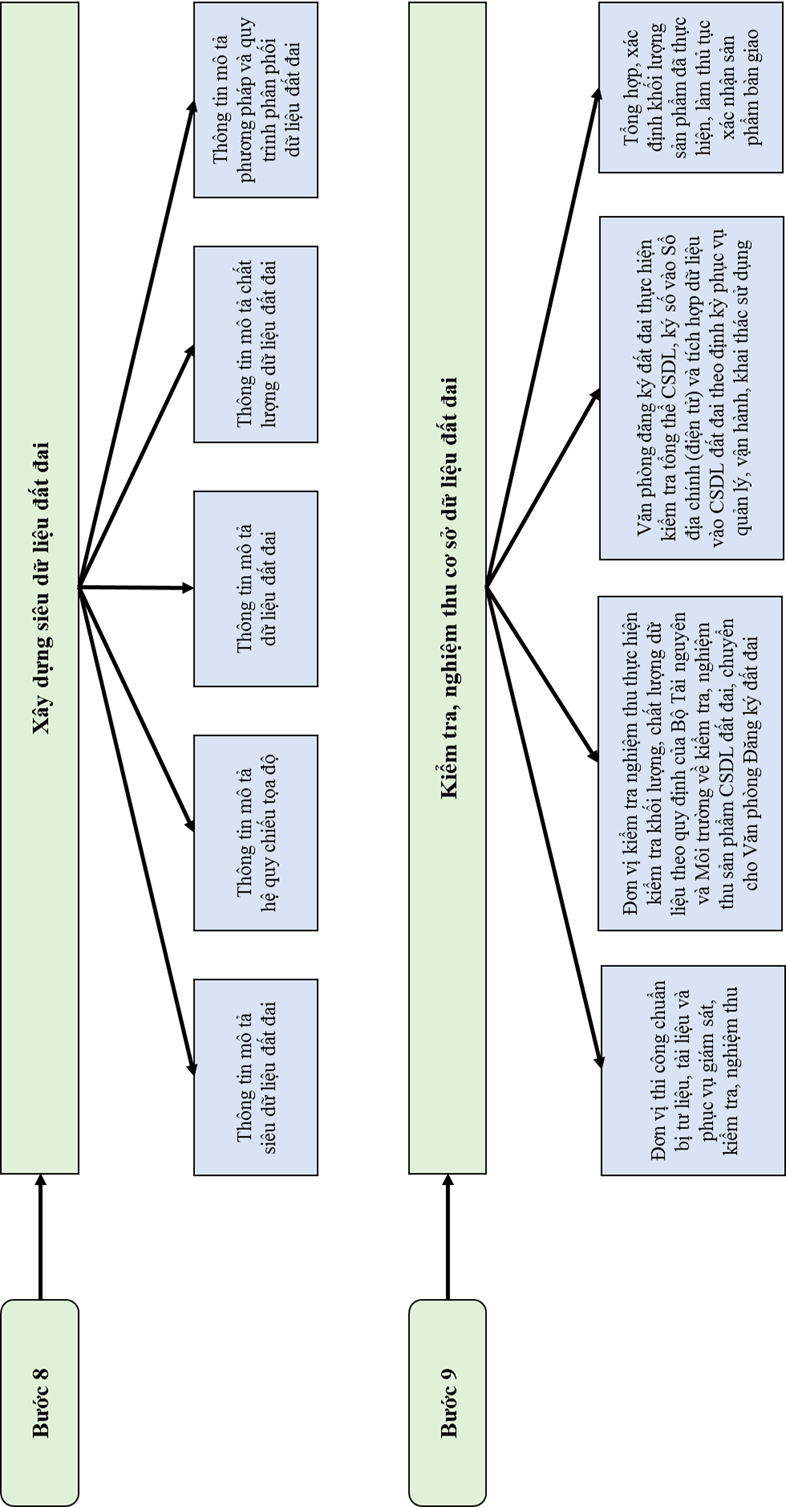 Bước 8
Xây dựng siêu dữ liệu đất đai
Thông tin mô tả
siêu dữ liệu đất đai
Thông tin mô tả
hệ quy chiếu tọa độ
Thông tin mô tả
dữ liệu đất đai
Thông tin mô tả chất
lượng dữ liệu đất đai
Thông tin mô tả
phương pháp và quy
trình phân phối
dữ liệu đất đai
Bước 9
Kiểm tra, nghiệm thu cơ sở dữ liệu đất đai
Đơn vị thi công chuẩn
bị tư liệu, tài liệu và
phục vụ giám sát,
kiểm tra, nghiệm thu
Đơn vị kiểm tra nghiệm thu thực hiện
kiểm tra khối lượng, chất lượng dữ
liệu theo quy định của Bộ Tài nguyên
và Môi trường về kiểm tra, nghiệm
thu sản phẩm CSDL đất đai, chuyển
cho Văn phòng Đăng ký đất đai
Văn phòng đăng ký đất đai thực hiện
kiểm tra tổng thể CSDL, ký số vào Sổ
địa chính (điện tử) và tích hợp dữ liệu
vào CSDL đất đai theo định kỳ phục vụ
quản lý, vận hành, khai thác sử dụng
Tổng hợp, xác
định khối lượng
sản phẩm đã thực
hiện, làm thủ tục
xác nhận sản
phẩm bàn giao